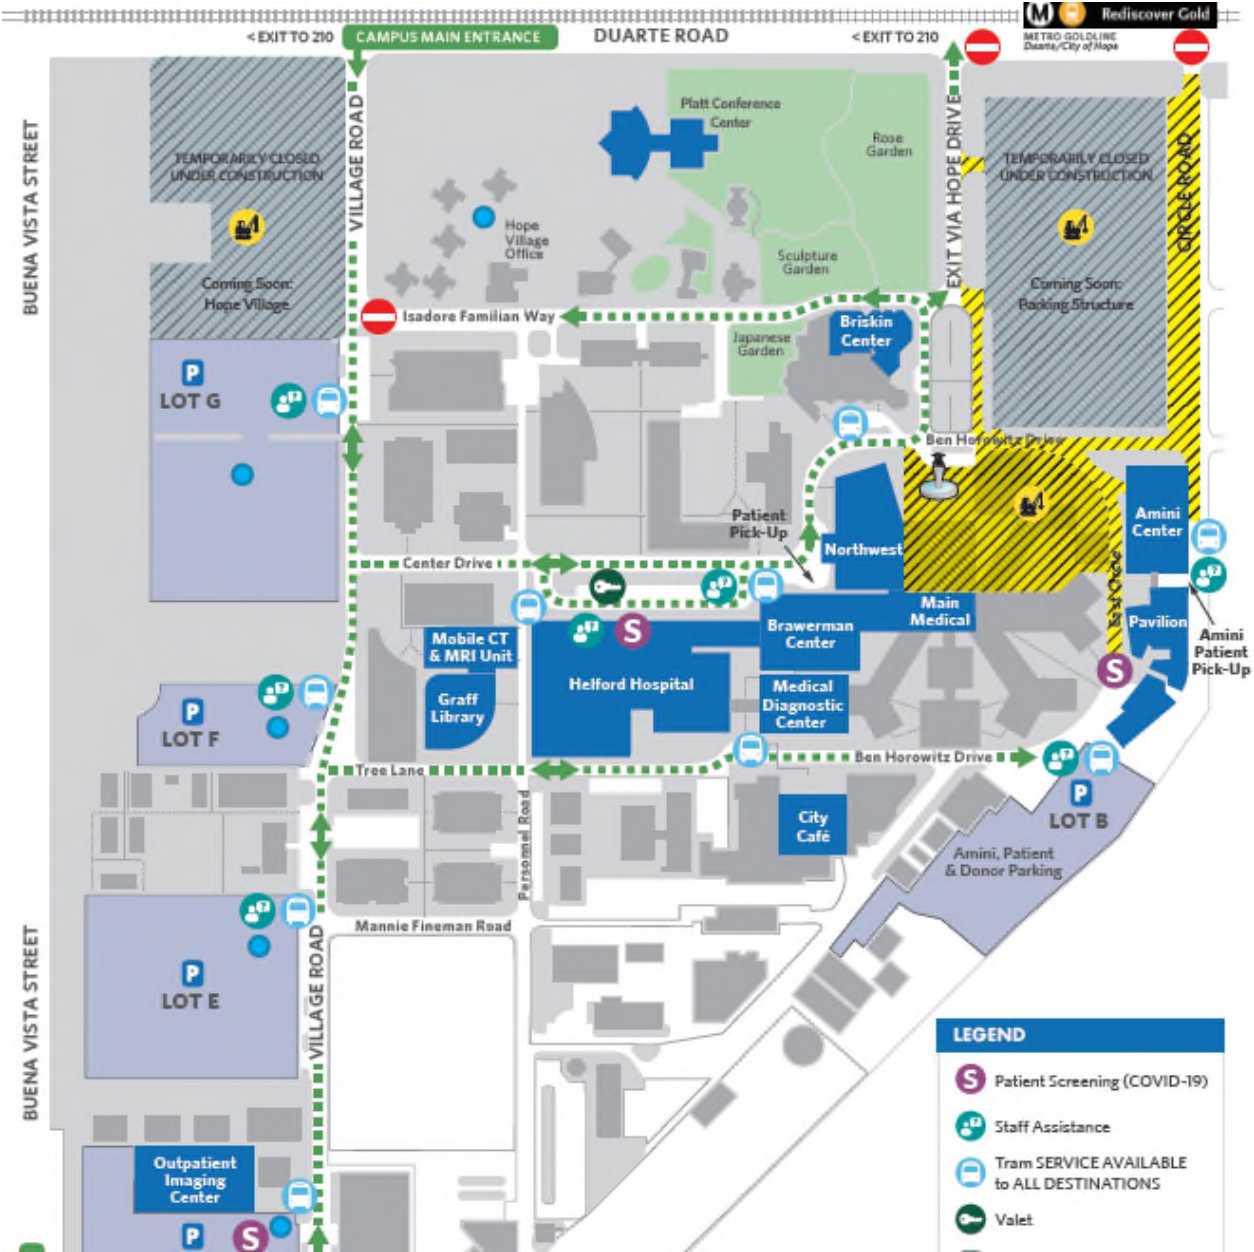 M
Rediscover Gold
METRO GOLDLINE
Duarte/City of Hope
< EXIT TO 210
CAMPUS MAIN ENTRANCE
DUARTE ROAD
< EXIT TO 210
BUENA VISTA STREET
VILLAGE ROAD
EXIT VIA HOPE DRIVE
CIRCLE ROAD
TEMPORARILY CLOSED
UNDER CONSTRUCTION
Coming Soon:
Hope Village
Platt Conference
Center
Rose
Garden
Hope
Village
Office
Sculpture
Garden
TEMPORARILY CLOSED
UNDER CONSTRUCTION
Coming Soon:
Parking Structure
Isadore Familian Way
Japanese
Garden
Briskin
Center
P
LOT G
Ben Horowitz Drive
Patient
Pick-Up
Northwest
Amini
Center
Center Drive
East Circle
Main
Medical
Brawerman
Center
Pavilion
Amini
Patient
Pick-Up
Mobile CT
& MRI Unit
S
Helford Hospital
Graff
Library
Medical
Diagnostic
Center
S
P
LOT F
Tree Lane
Ben Horowitz Drive
P
LOT B
Amini, Patient
& Donor Parking
Personnel Road
City
Café
Mannie Fineman Road
BUENA VISTA STREET
VILLAGE ROAD
P
LOT E
Outpatient
Imaging
Center
P
S
LEGEND
S Patient Screening (COVID-19)
Staff Assistance
Tram SERVICE AVAILABLE
to ALL DESTINATIONS
Valet